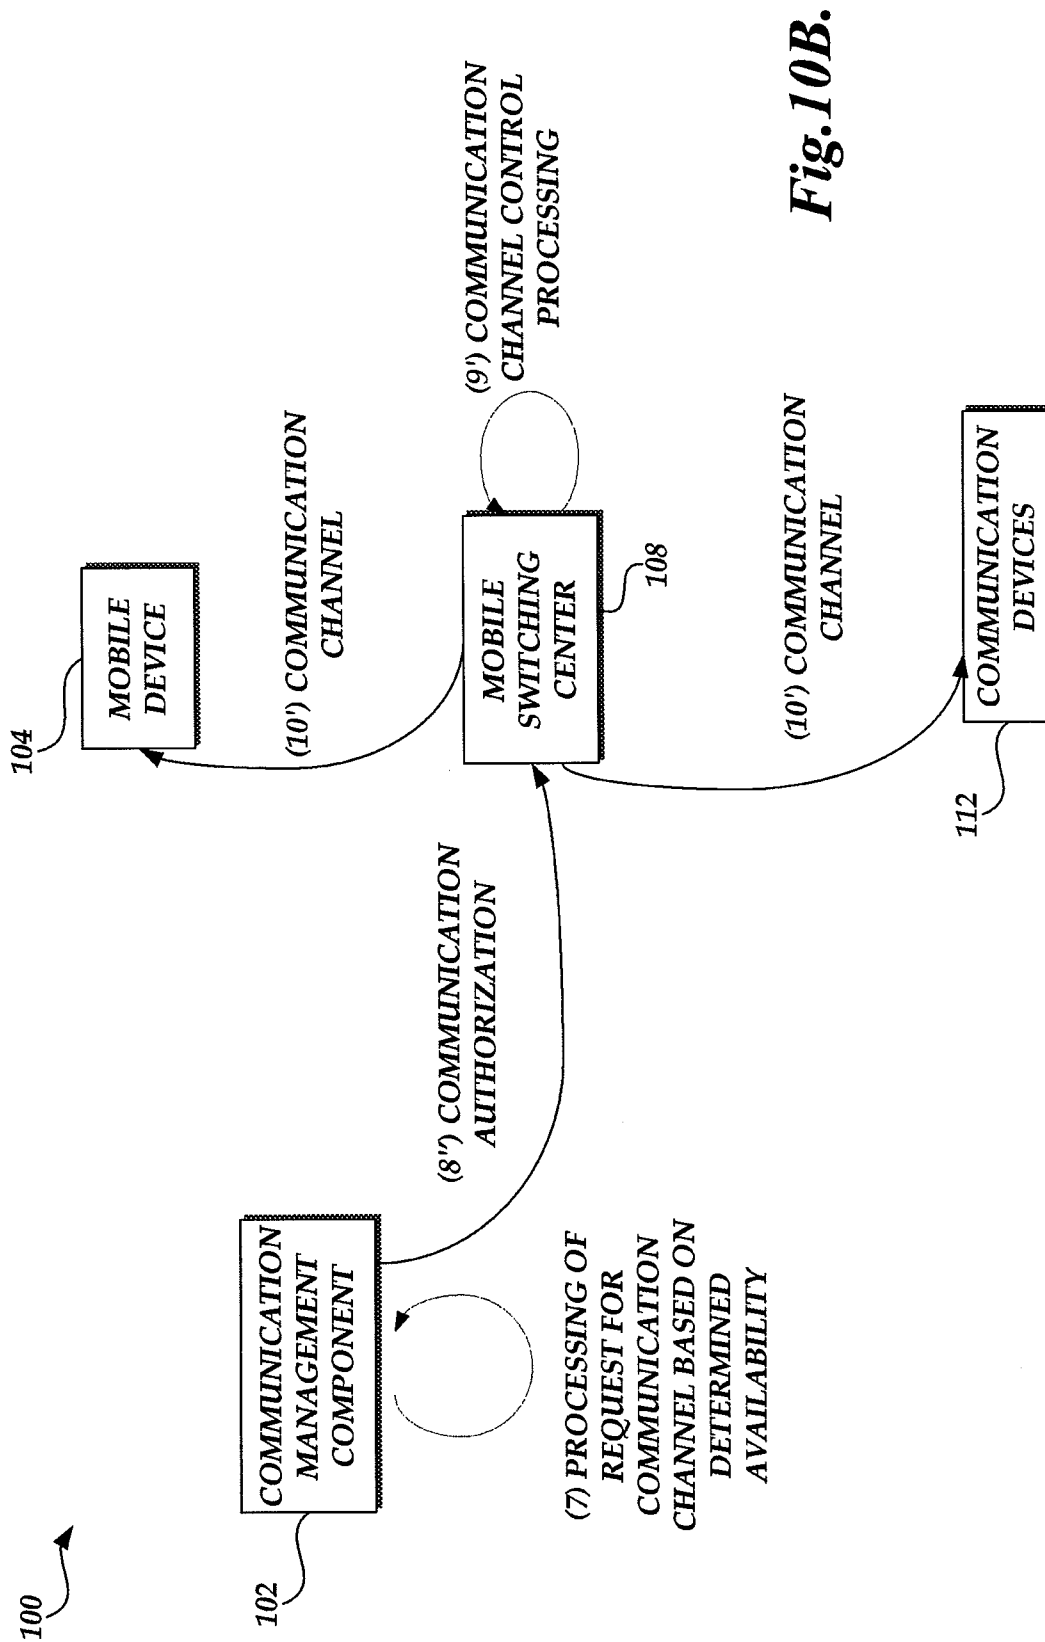 100
102
COMMUNICATION
MANAGEMENT
COMPONENT
(7) PROCESSING OF
REQUEST FOR
COMMUNICATION
CHANNEL BASED ON
DETERMINED
AVAILABILITY
(8") COMMUNICATION
AUTHORIZATION
104
MOBILE
DEVICE
(10') COMMUNICATION
CHANNEL
MOBILE
SWITCHING
CENTER
108
(9') COMMUNICATION
CHANNEL CONTROL
PROCESSING
(10') COMMUNICATION
CHANNEL
112
COMMUNICATION
DEVICES
Fig.10B.